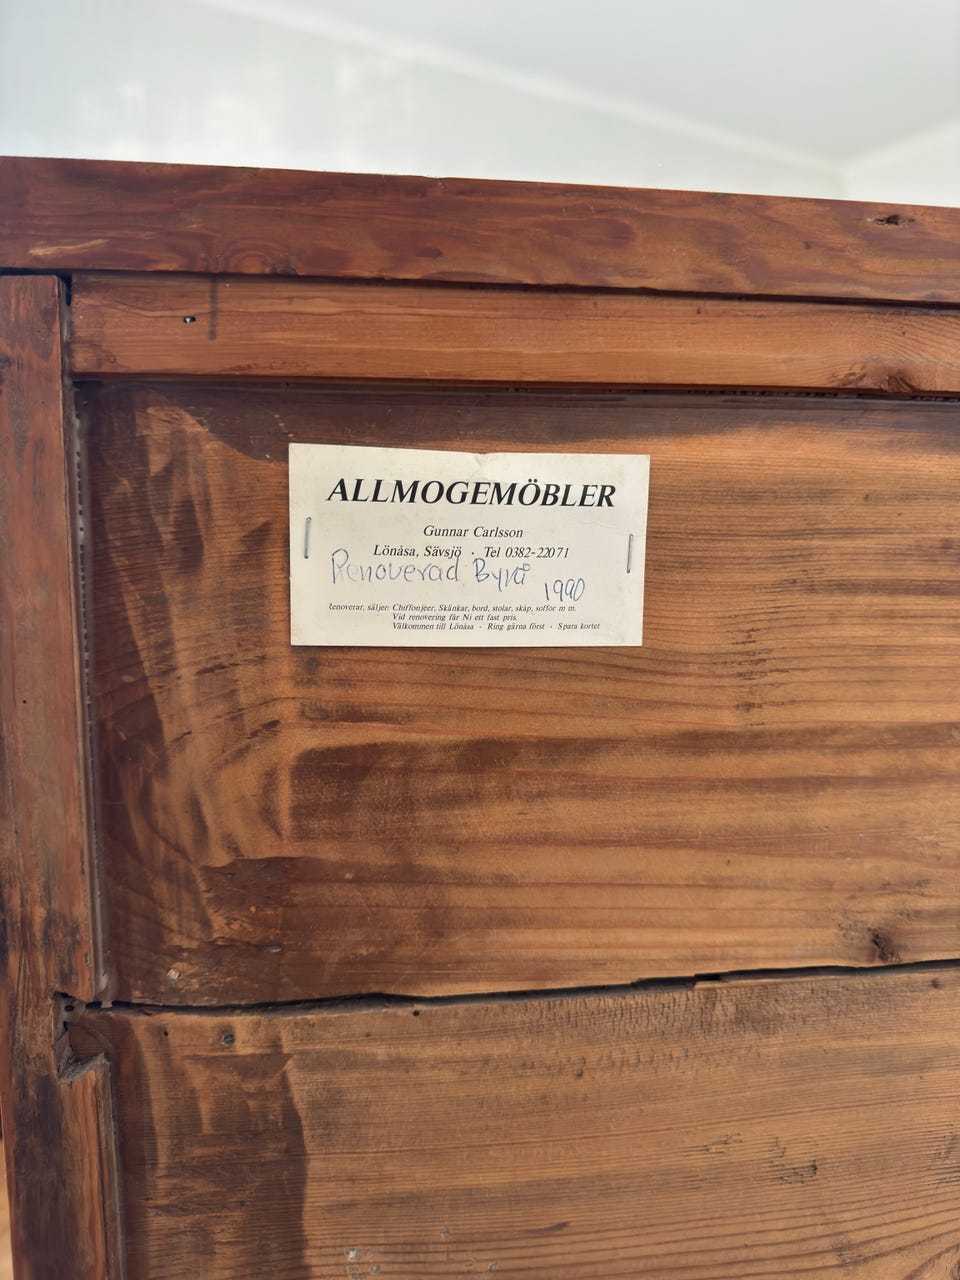 ALLMOGEMÖBLER
Gunnar Carlsson
Lönåsa, Sävsjö · Tel 0382-22071
Renoverad Byrå 1990
Renoverar, säljer: Chiffonjeer, Skänkar, bord, stolar, skåp, soffor m m.
Vid renovering får Ni ett fast pris.
Välkommen till Lönåsa · Ring gärna först · Spara kortet